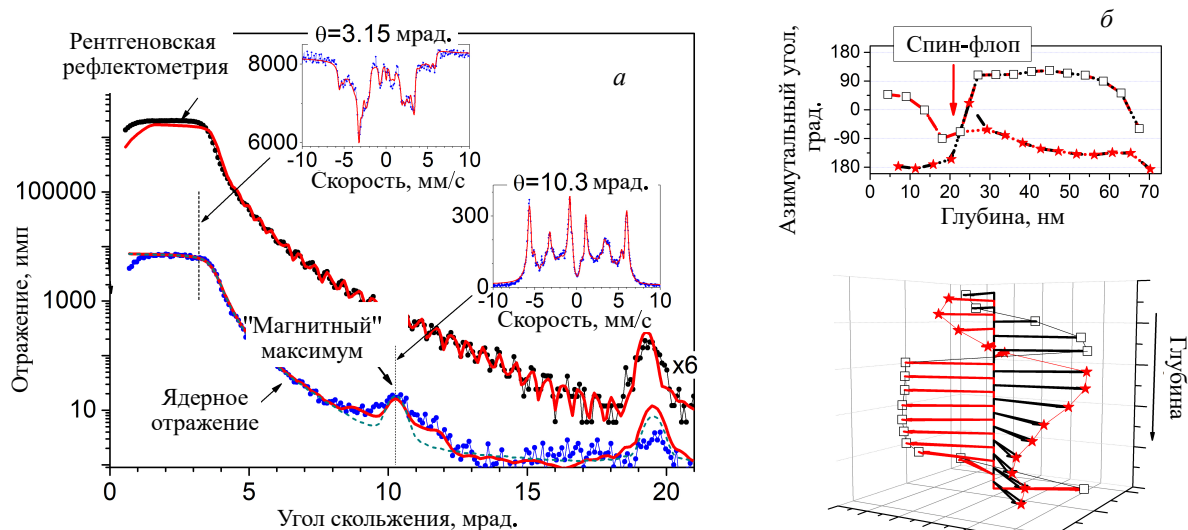 а
Рентгеновская
рефлектометрия
θ=3.15 мрад.
8000
6000
-10 -5 0 5 10
Скорость, мм/с
θ=10.3 мрад.
300
0
-10 -5 0 5 10
Скорость, мм/с
100000
1000
10
Отражение, имп
"Магнитный"
максимум
Ядерное
отражение
x6
0 5 10 15 20
Угол скольжения, мрад.
б
Спин-флоп
180
90
0
-90
180
Азимутальный угол,
град.
0 10 20 30 40 50 60 70
Глубина, нм
Глубина